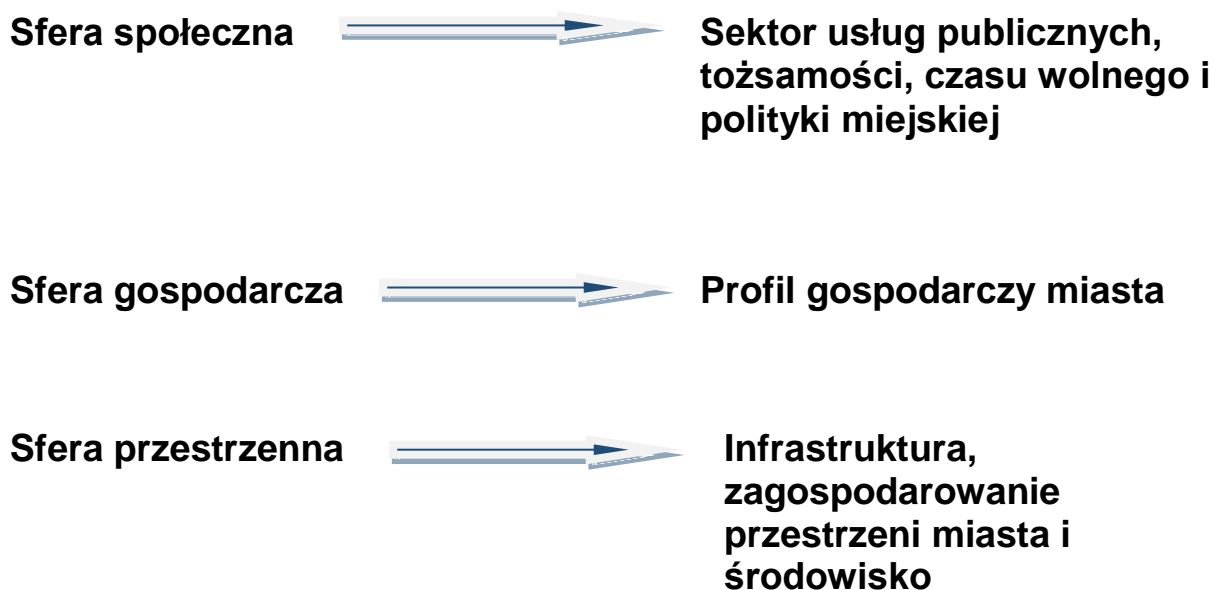 Sfera społeczna
Sektor usług publicznych,
tożsamości, czasu wolnego i
polityki miejskiej
Sfera gospodarcza
Profil gospodarczy miasta
Sfera przestrzenna
Infrastruktura,
zagospodarowanie
przestrzeni miasta i
środowisko